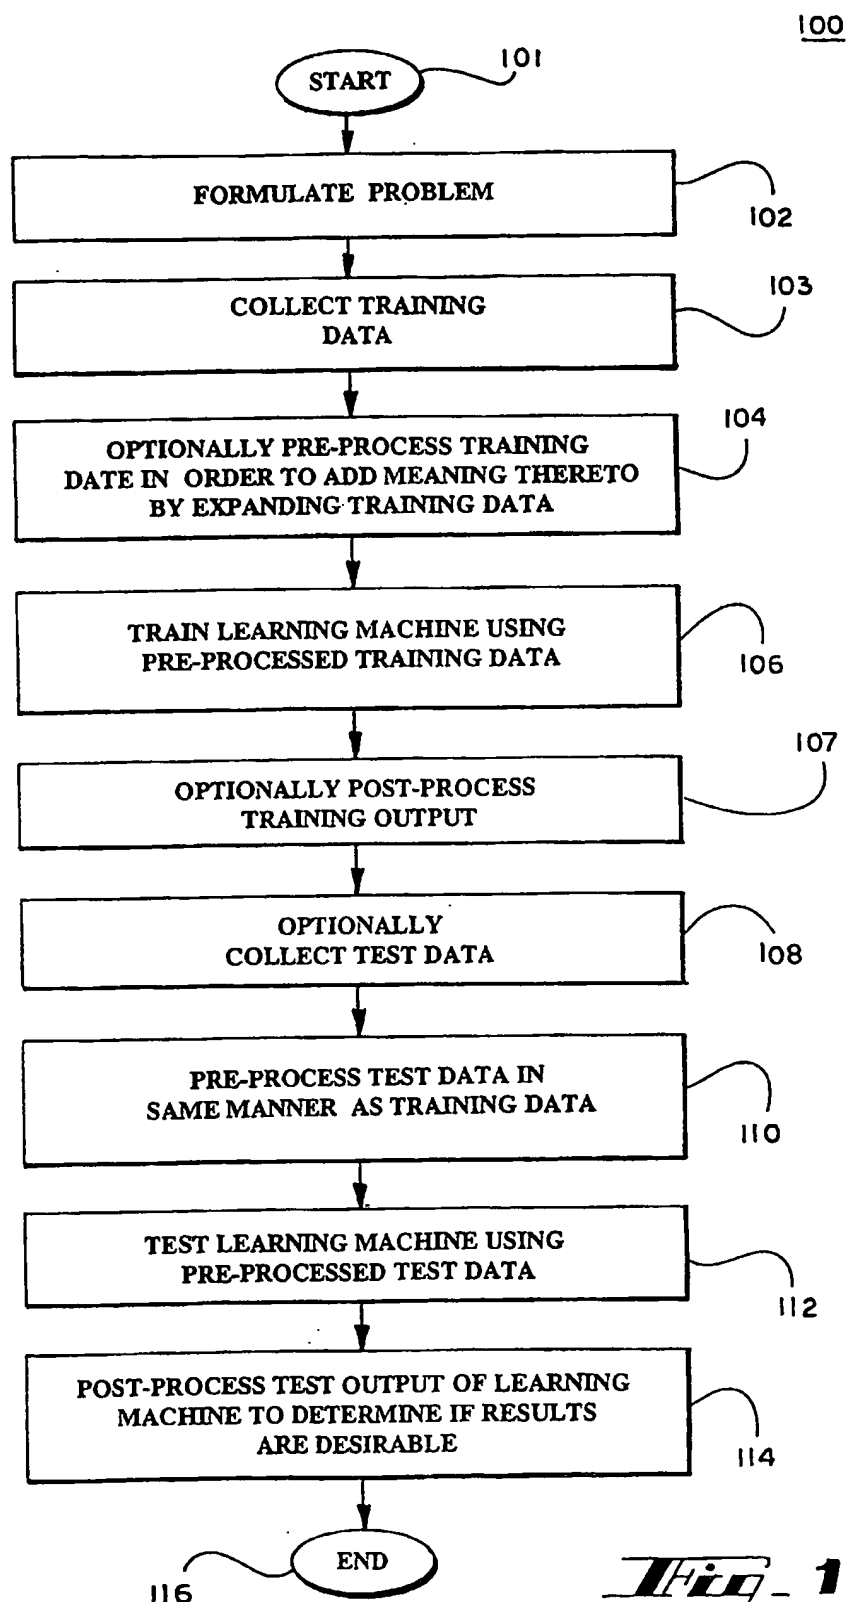 100
START
101
FORMULATE PROBLEM
102
COLLECT TRAINING
DATA
103
OPTIONALLY PRE-PROCESS TRAINING
DATE IN ORDER TO ADD MEANING THERETO
BY EXPANDING TRAINING DATA
104
TRAIN LEARNING MACHINE USING
PRE-PROCESSED TRAINING DATA
106
OPTIONALLY POST-PROCESS
TRAINING OUTPUT
107
OPTIONALLY
COLLECT TEST DATA
108
PRE-PROCESS TEST DATA IN
SAME MANNER AS TRAINING DATA
110
TEST LEARNING MACHINE USING
PRE-PROCESSED TEST DATA
112
POST-PROCESS TEST OUTPUT OF LEARNING
MACHINE TO DETERMINE IF RESULTS
ARE DESIRABLE
114
END
116
Fig_ 1